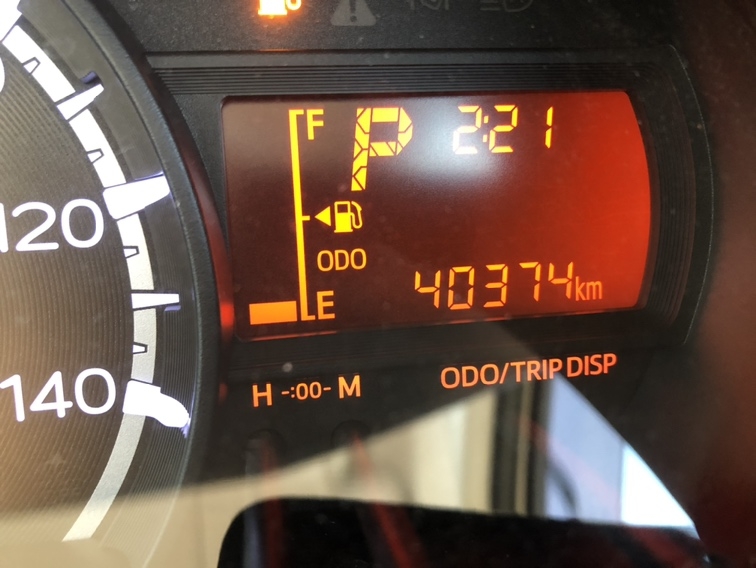 F P 2:21
120
ODO
40374km
E
140
H -:00- M
ODO/TRIP DISP